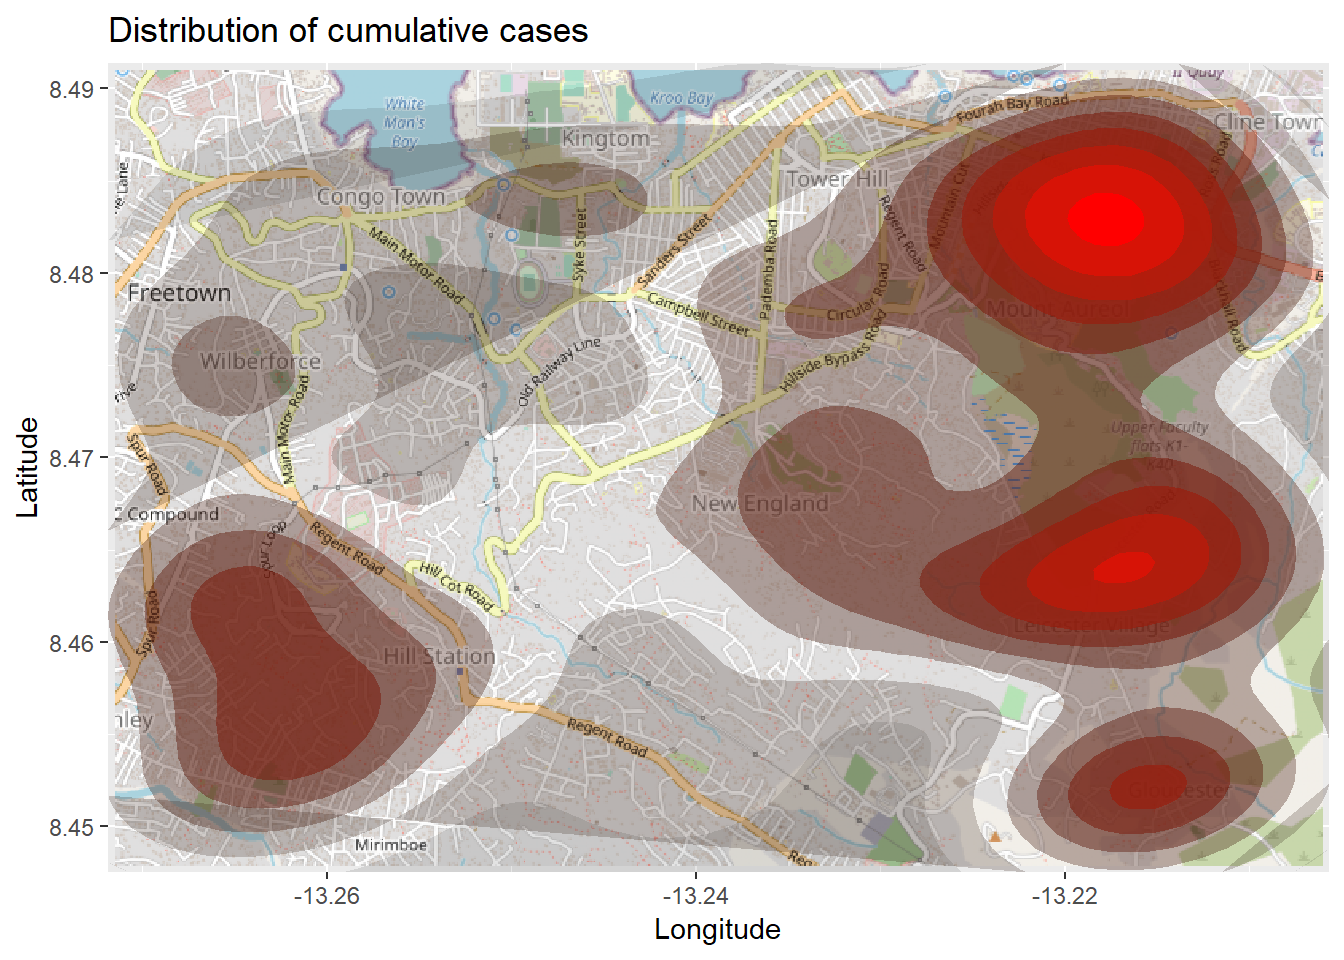 Distribution of cumulative cases
8.49
8.48
8.47
8.46
8.45
Latitude
White
Man's
Bay
Kroo Bay
Kingtom
Fourah Bay Road
Cline Town
Congo Town
Tower Hill
Mountain Cut
Regent Road
Main Motor Road
Syke Street
Sanders Street
Pademba Road
Freetown
Campbell Street
Circular Road
Mount Aureol
Blackhall Road
Wilberforce
Old Railway Line
Hillside Bypass Road
Main Motor Road
Spur Road
Upper Faculty
flats K1-
K40
New England
Compound
Spur Loop
Regent Road
Hill Cot Road
Spur Road
Leicester Village
Hill Station
Regent Road
Gloucester
Mirimboe
-13.26
-13.24
-13.22
Longitude